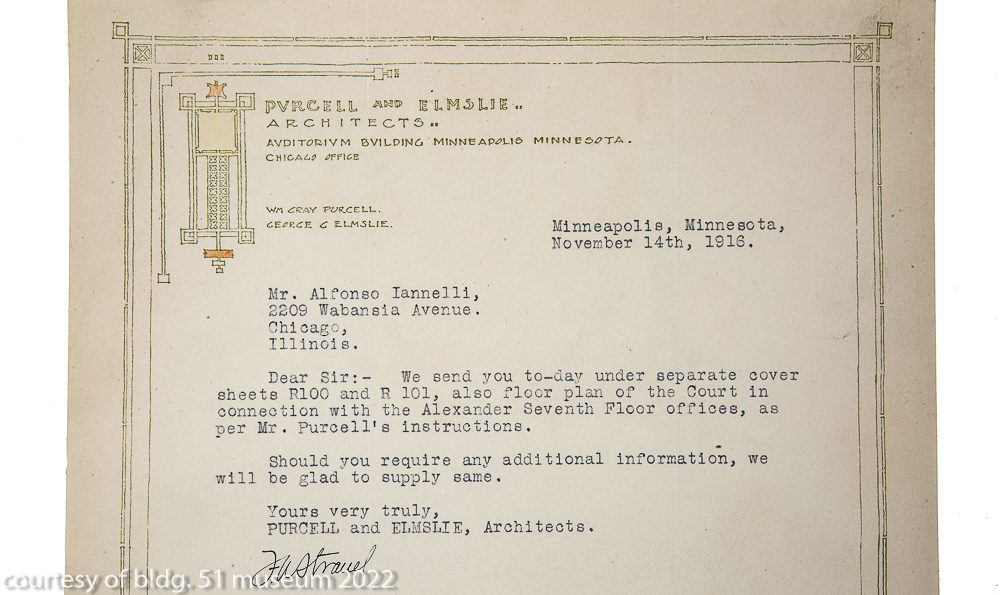 PVRCELL AND ELMSLIE..
ARCHITECTS..
AVDITORIVM BVILDING MINNEAPOLIS MINNESOTA.
CHICAGO OFFICE
WM GRAY PURCELL.
GEORGE G ELMSLIE.
Minneapolis, Minnesota,
November 14th, 1916.
Mr. Alfonso Iannelli,
2209 Wabansia Avenue.
Chicago,
Illinois.
Dear Sir:- We send you to-day under separate cover
sheets R100 and R 101, also floor plan of the Court in
connection with the Alexander Seventh Floor offices, as
per Mr. Purcell's instructions.
Should you require any additional information, we
will be glad to supply same.
Yours very truly,
PURCELL and ELMSLIE, Architects.
courtesy of bldg. 51 museum 2022